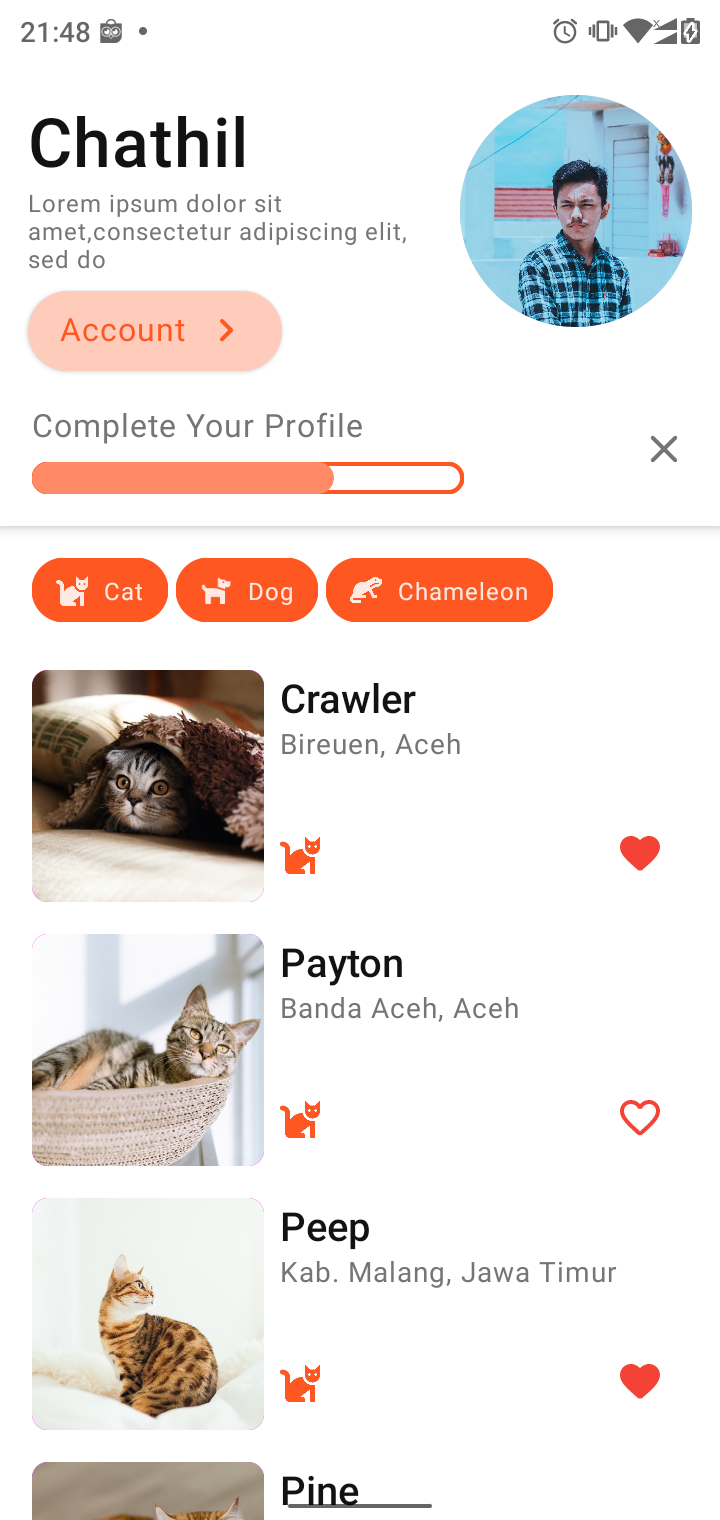 21:48
Chathil
Lorem ipsum dolor sit
amet,consectetur adipiscing elit,
sed do
Account
Complete Your Profile
Cat Dog Chameleon
Crawler
Bireuen, Aceh
Payton
Banda Aceh, Aceh
Peep
Kab. Malang, Jawa Timur
Pine